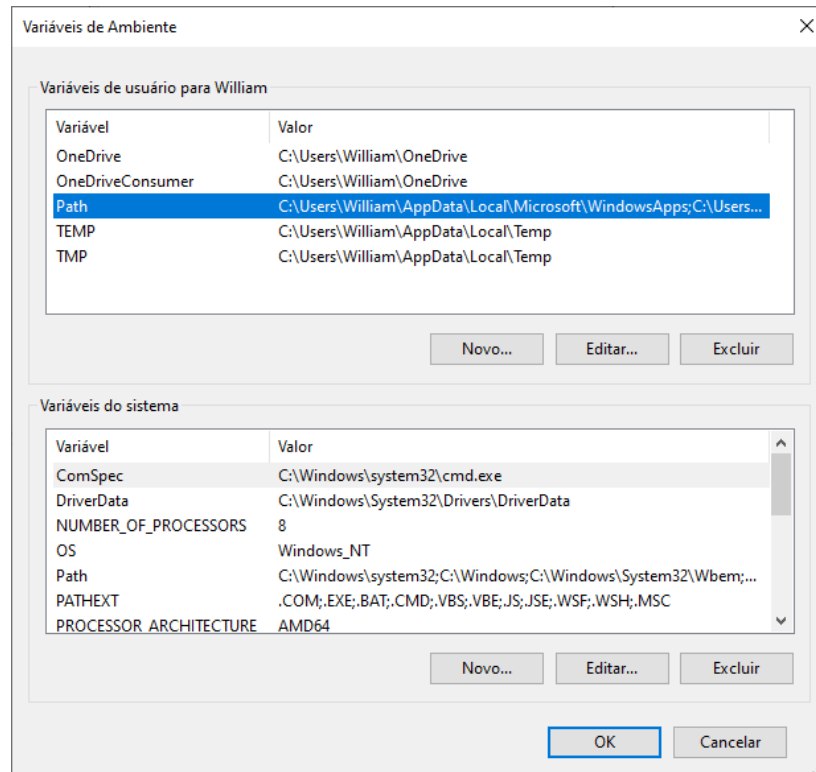 Variáveis de Ambiente
Variáveis de usuário para William
Variável Valor
OneDrive C:\Users\William\OneDrive
OneDriveConsumer C:\Users\William\OneDrive
Path C:\Users\William\AppData\Local\Microsoft\WindowsApps;C:\Users...
TEMP C:\Users\William\AppData\Local\Temp
TMP C:\Users\William\AppData\Local\Temp
Novo... Editar... Excluir
Variáveis do sistema
Variável Valor
ComSpec C:\Windows\system32\cmd.exe
DriverData C:\Windows\System32\Drivers\DriverData
NUMBER_OF_PROCESSORS 8
OS Windows_NT
Path C:\Windows\system32;C:\Windows;C:\Windows\System32\Wbem;...
PATHEXT .COM;.EXE;.BAT;.CMD;.VBS;.VBE;.JS;.JSE;.WSF;.WSH;.MSC
PROCESSOR_ARCHITECTURE AMD64
Novo... Editar... Excluir
OK Cancelar